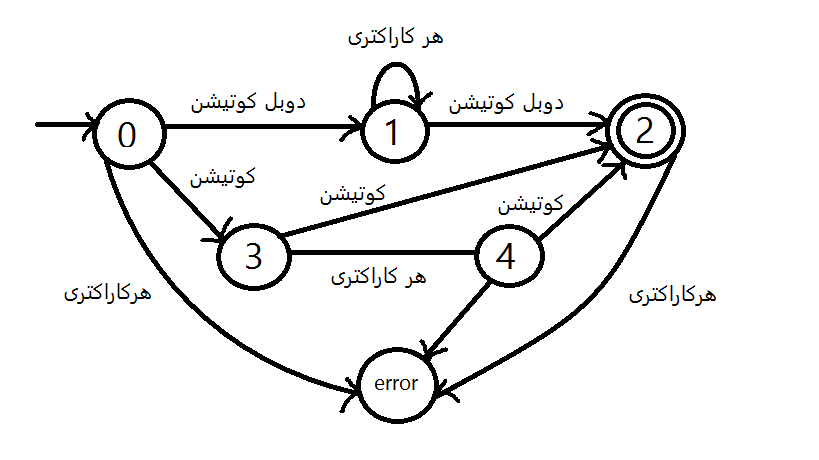 هر کاراکتری
دوبل کوتیشن
دوبل کوتیشن
0
1
2
کوتیشن
کوتیشن
کوتیشن
3
4
هر کاراکتری
هرکاراکتری
هرکاراکتری
error